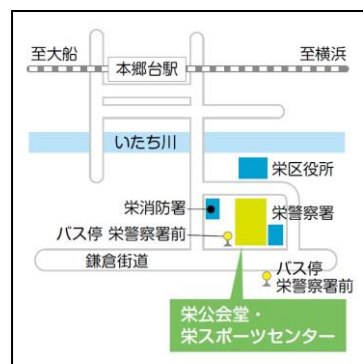 至大船
本郷台駅
至横浜
いたち川
栄区役所
栄消防署
栄警察署
バス停 栄警察署前
鎌倉街道
バス停
栄警察署前
栄公会堂・
栄スポーツセンター